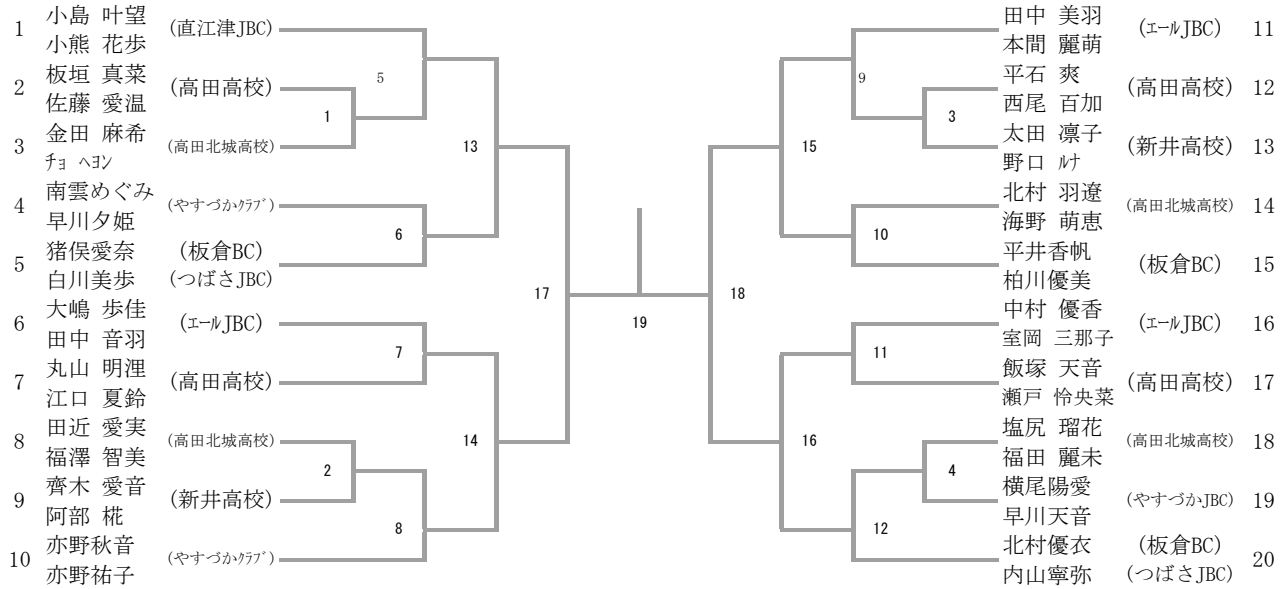 1 小島 叶望 (直江津JBC)
小熊 花歩
2 板垣 真菜 (高田高校)
佐藤 愛温
3 金田 麻希 (高田北城高校)
ﾁｮ ﾍﾖﾝ
4 南雲めぐみ (やすづかｸﾗﾌﾞ)
早川夕姫
5 猪俣愛奈 (板倉BC)
白川美歩 (つばさJBC)
6 大嶋 歩佳 (ｴｰﾙJBC)
田中 音羽
7 丸山 明浬 (高田高校)
江口 夏鈴
8 田近 愛実 (高田北城高校)
福澤 智美
9 齊木 愛音 (新井高校)
阿部 椛
10 亦野秋音 (やすづかｸﾗﾌﾞ)
亦野祐子
5
1
13
6
17
7
14
2
8
19
9
3
15
10
18
11
16
4
12
田中 美羽 (ｴｰﾙJBC) 11
本間 麗萌
平石 爽 (高田高校) 12
西尾 百加
太田 凛子 (新井高校) 13
野口 ﾙﾅ
北村 羽遼 (高田北城高校) 14
海野 萌恵
平井香帆 (板倉BC) 15
柏川優美
中村 優香 (ｴｰﾙJBC) 16
室岡 三那子
飯塚 天音 (高田高校) 17
瀬戸 怜央菜
塩尻 瑠花 (高田北城高校) 18
福田 麗未
横尾陽愛 (やすづかJBC) 19
早川天音
北村優衣 (板倉BC) 20
内山寧弥 (つばさJBC)